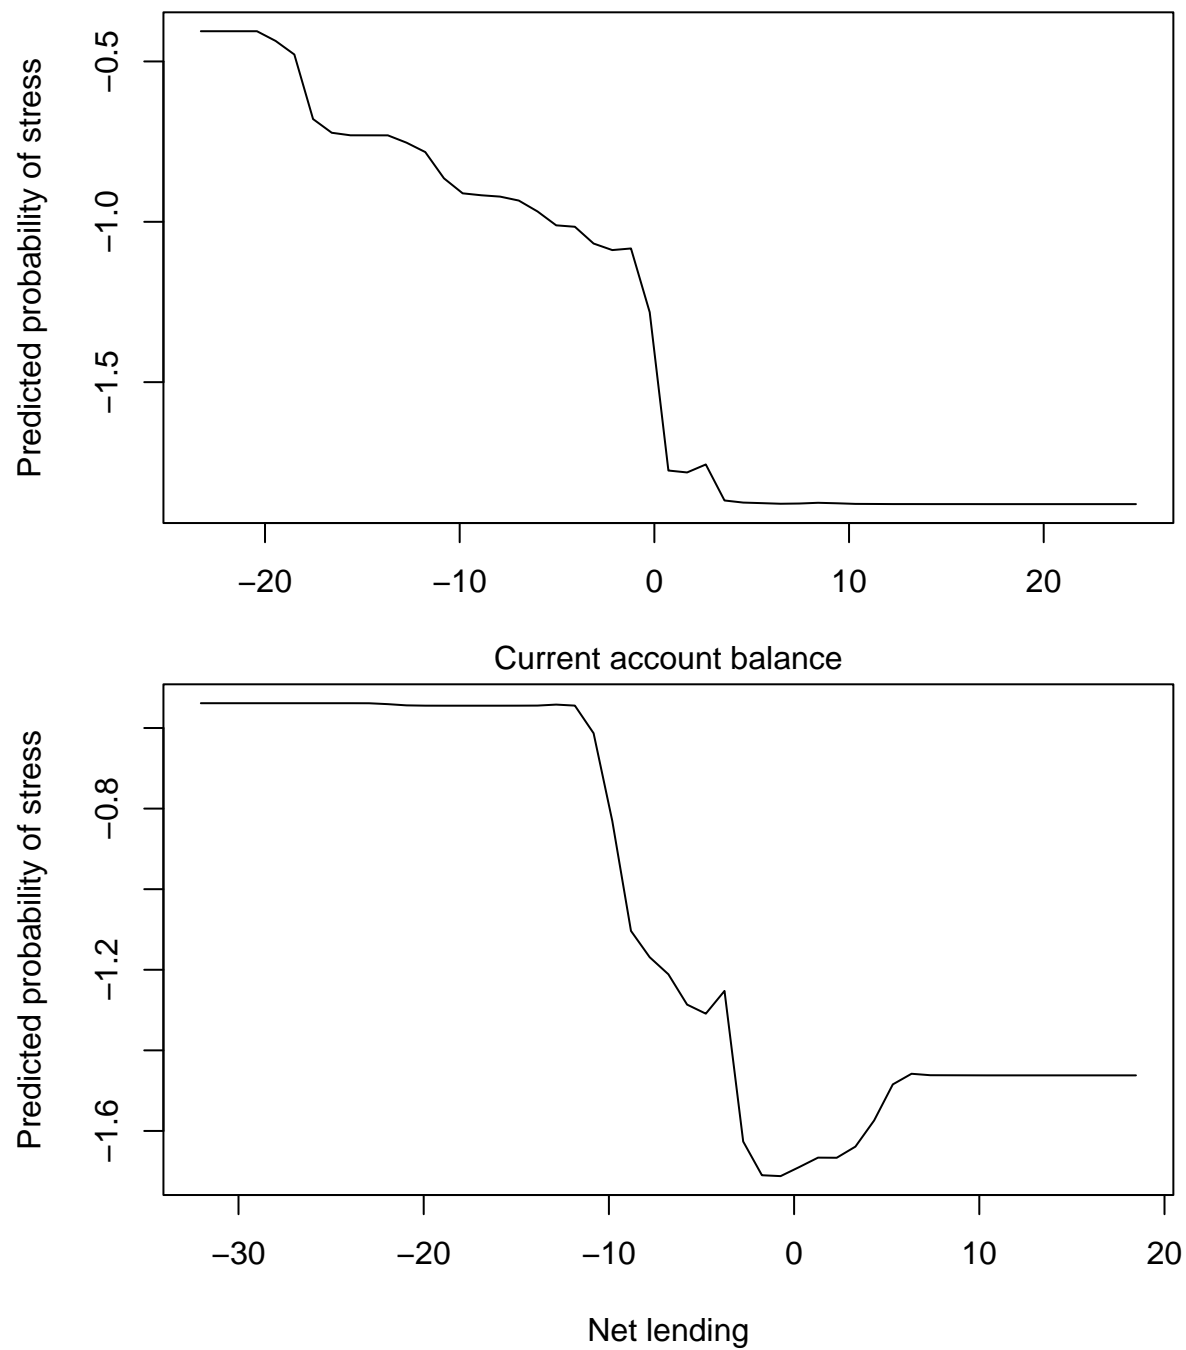 Predicted probability of stress
−0.5
−1.0
−1.5
−20 −10 0 10 20
Current account balance
Predicted probability of stress
−0.8
−1.2
−1.6
−30 −20 −10 0 10 20
Net lending